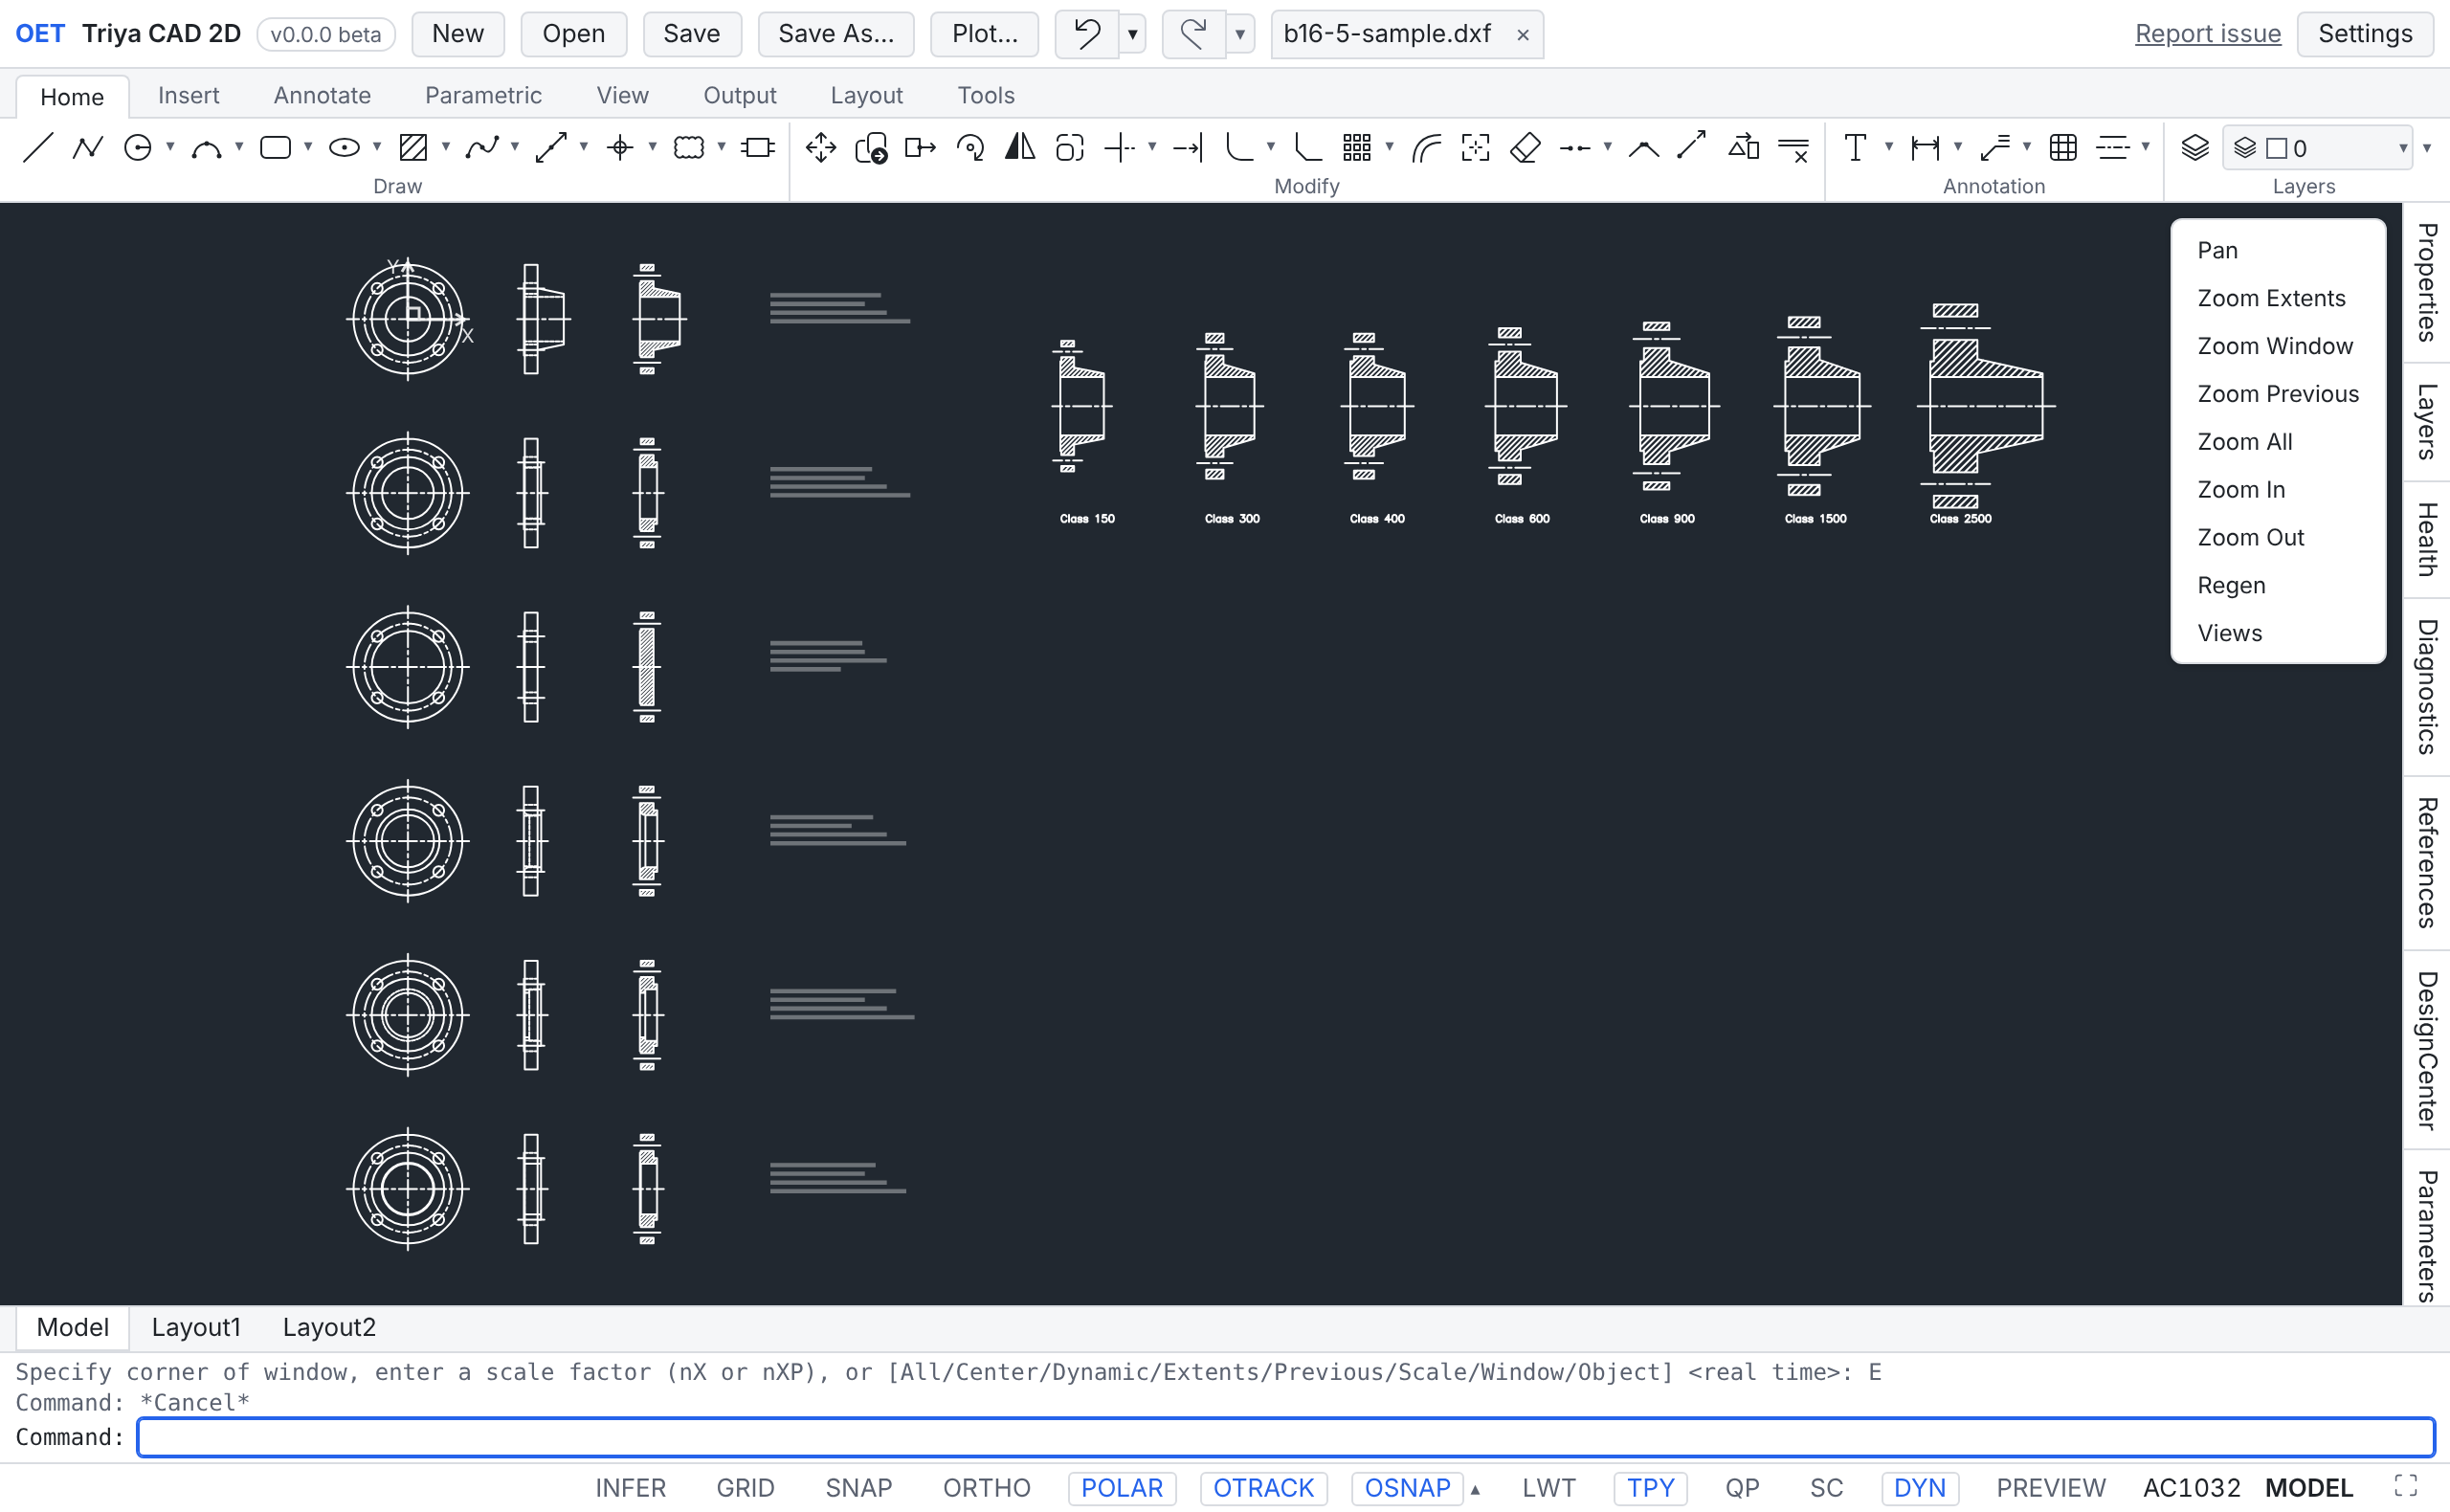 OET Triya CAD 2D v0.0.0 beta New Open Save Save As... Plot... b16-5-sample.dxf × Report issue Settings
Home Insert Annotate Parametric View Output Layout Tools
0
Draw Modify Annotation Layers
Y
X
Class 150 Class 300 Class 400 Class 600 Class 900 Class 1500 Class 2500
Pan
Zoom Extents
Zoom Window
Zoom Previous
Zoom All
Zoom In
Zoom Out
Regen
Views
Properties
Layers
Health
Diagnostics
References
DesignCenter
Parameters
Model Layout1 Layout2
Specify corner of window, enter a scale factor (nX or nXP), or [All/Center/Dynamic/Extents/Previous/Scale/Window/Object] <real time>: E
Command: *Cancel*
Command:
INFER GRID SNAP ORTHO POLAR OTRACK OSNAP LWT TPY QP SC DYN PREVIEW AC1032 MODEL